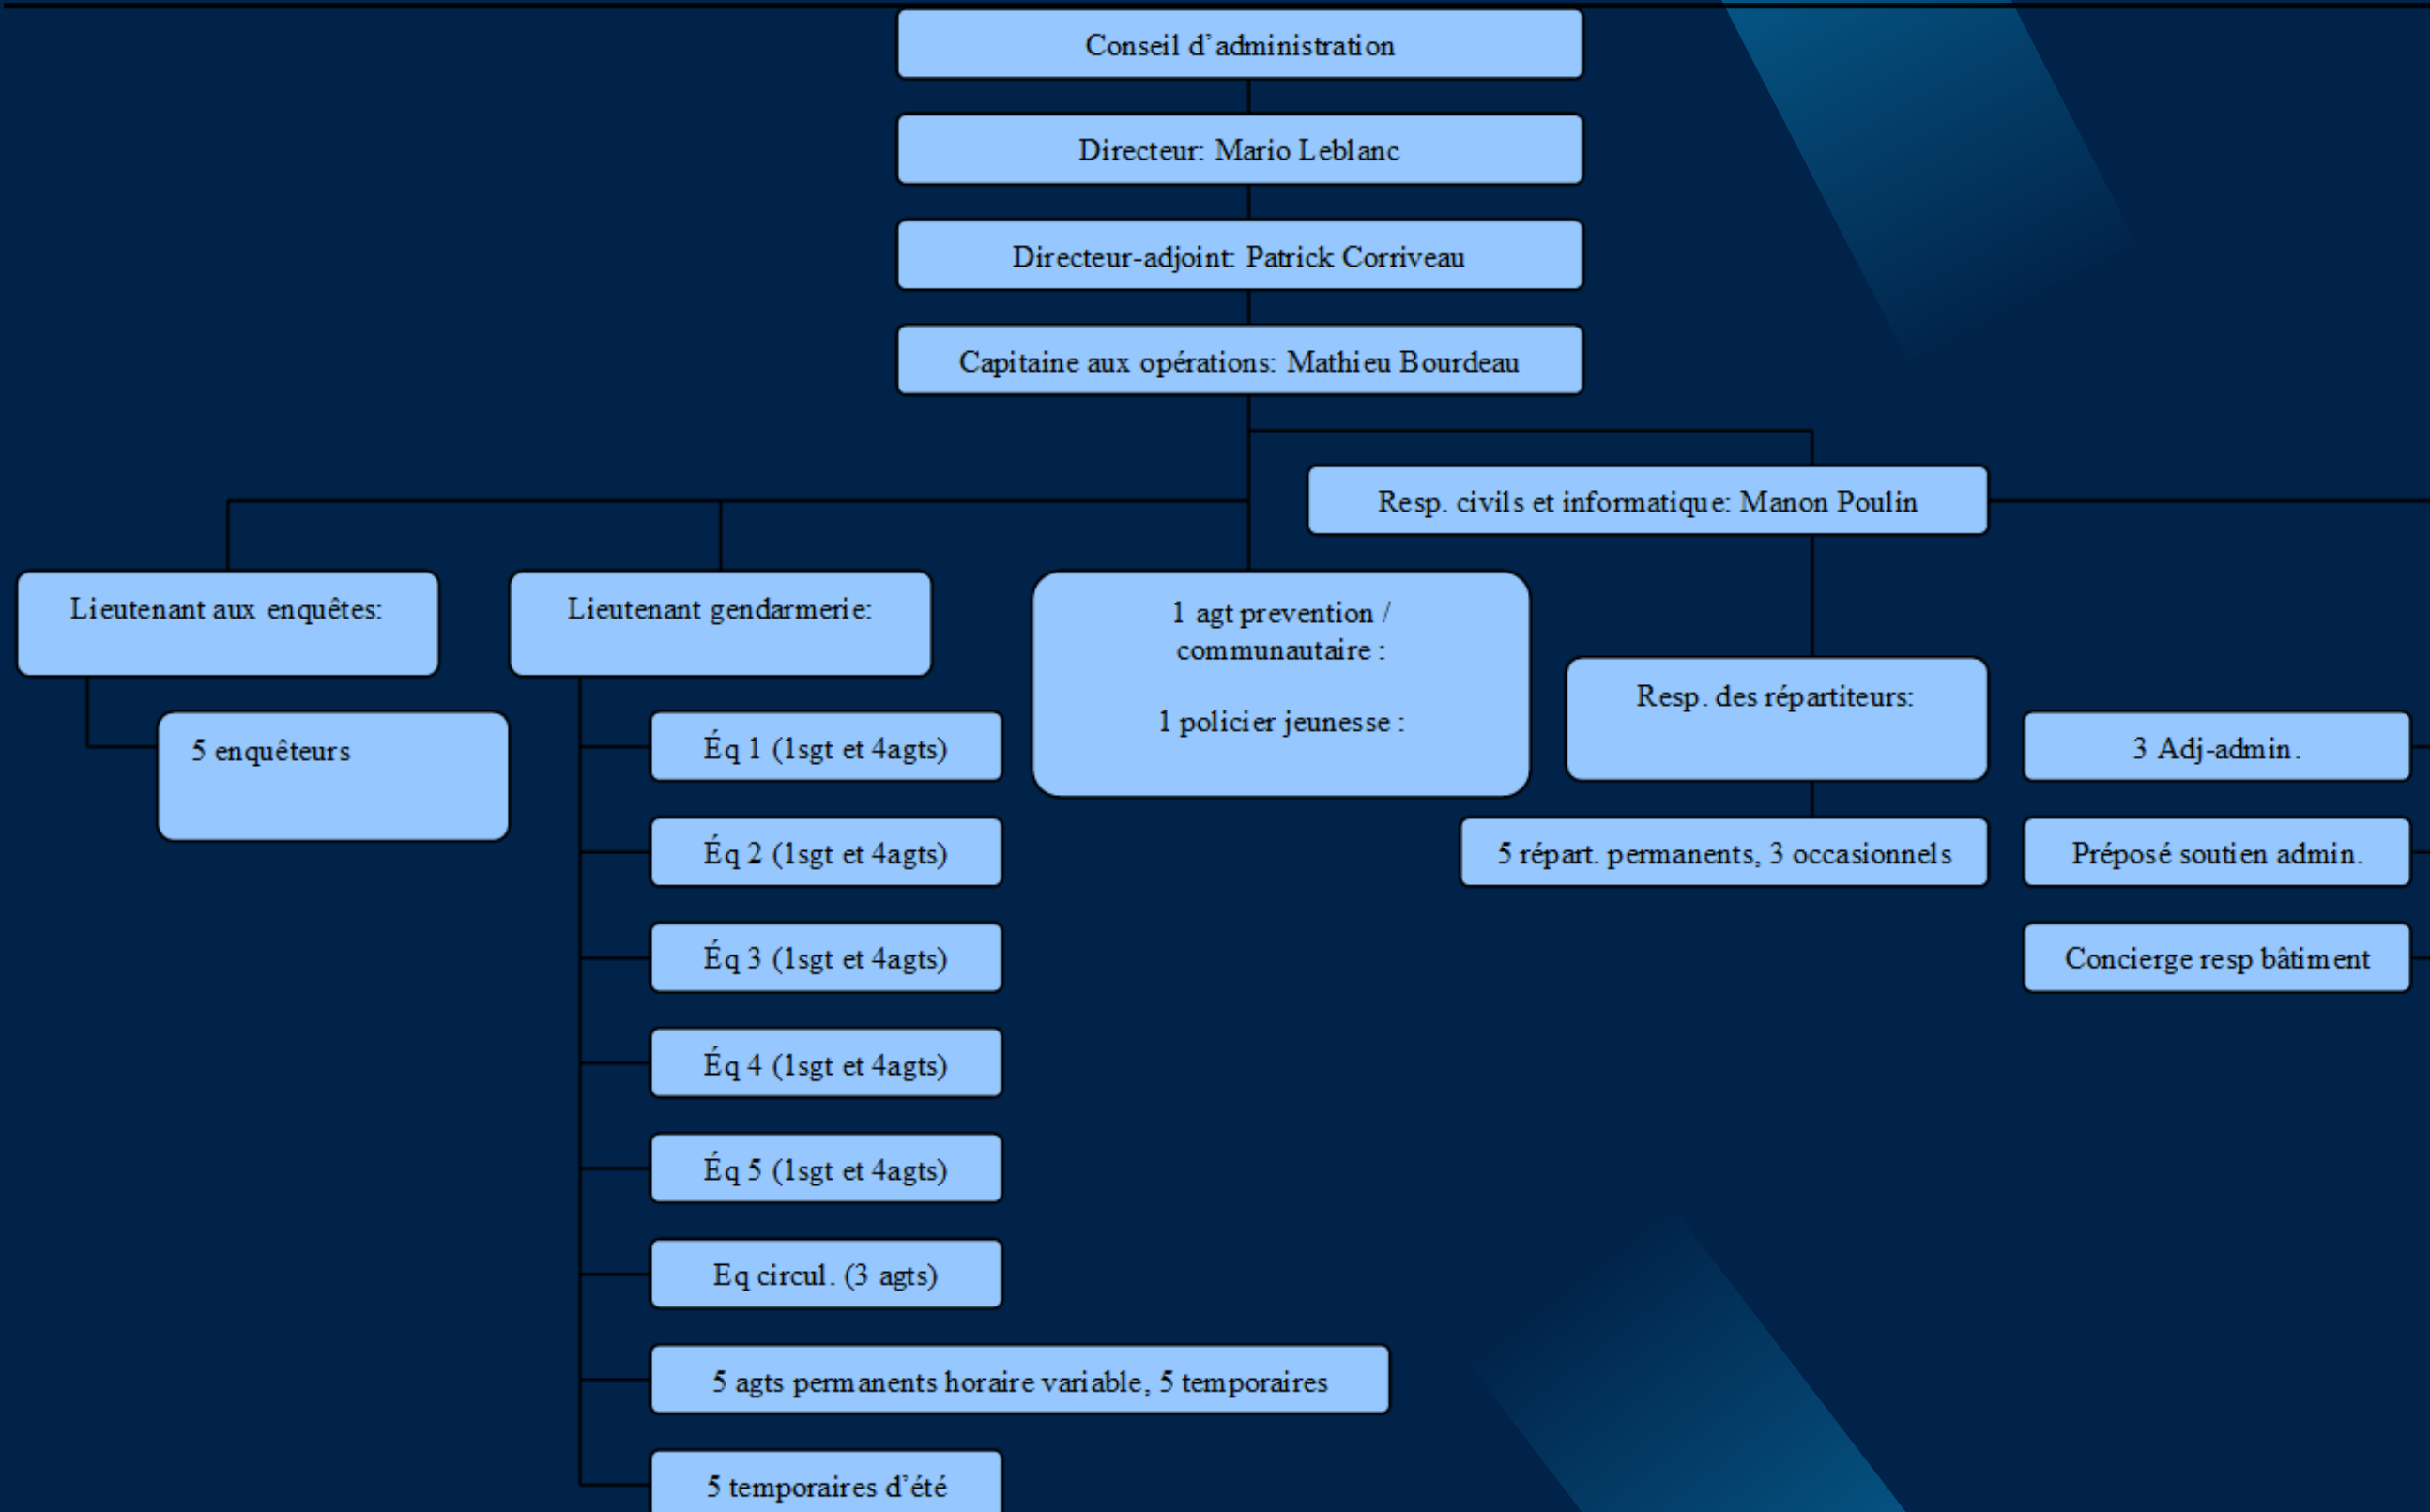 Conseil d’administration
Directeur: Mario Leblanc
Directeur-adjoint: Patrick Corriveau
Capitaine aux opérations: Mathieu Bourdeau
Resp. civils et informatique: Manon Poulin
Lieutenant aux enquêtes:
5 enquêteurs
Lieutenant gendarmerie:
Éq 1 (1sgt et 4agts)
Éq 2 (1sgt et 4agts)
Éq 3 (1sgt et 4agts)
Éq 4 (1sgt et 4agts)
Éq 5 (1sgt et 4agts)
Eq circul. (3 agts)
5 agts permanents horaire variable, 5 temporaires
5 temporaires d’été
1 agt prevention /
communautaire :
1 policier jeunesse :
Resp. des répartiteurs:
5 répart. permanents, 3 occasionnels
3 Adj-admin.
Préposé soutien admin.
Concierge resp bâtiment